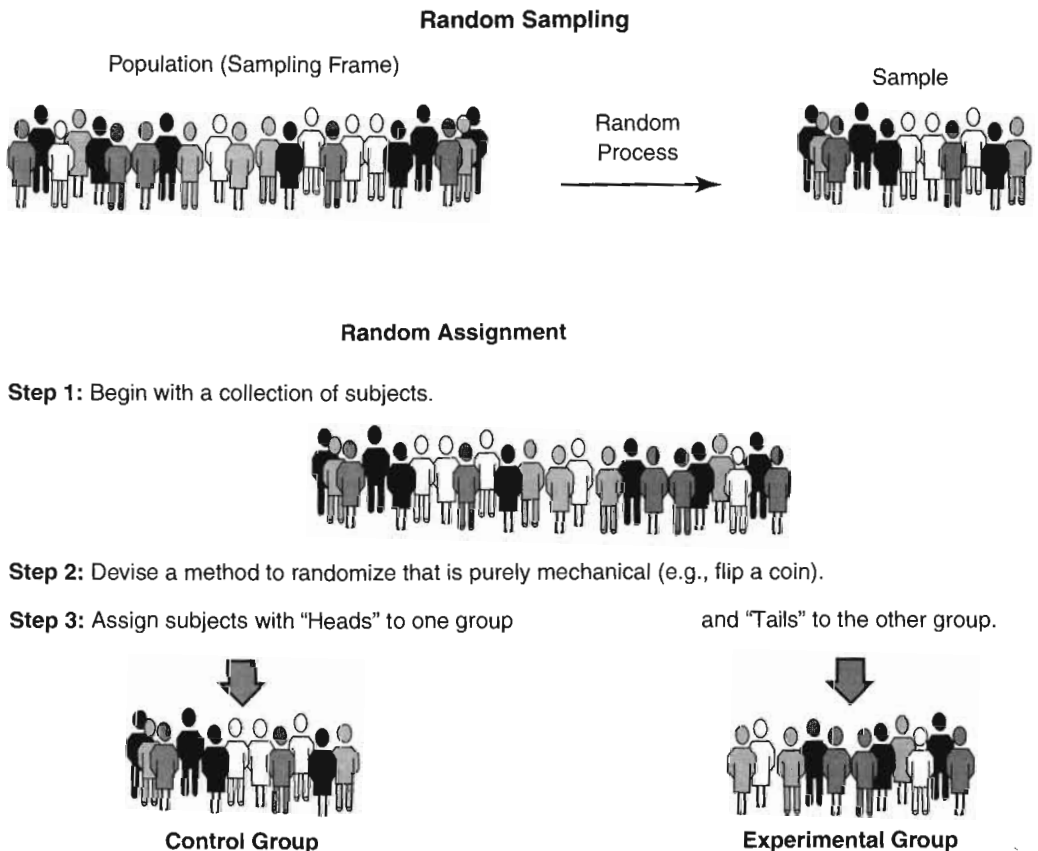 Random Sampling
Population (Sampling Frame)
Sample
Random
Process
Random Assignment
Step 1: Begin with a collection of subjects.
Step 2: Devise a method to randomize that is purely mechanical (e.g., flip a coin).
Step 3: Assign subjects with “Heads” to one group and “Tails” to the other group.
Control Group
Experimental Group